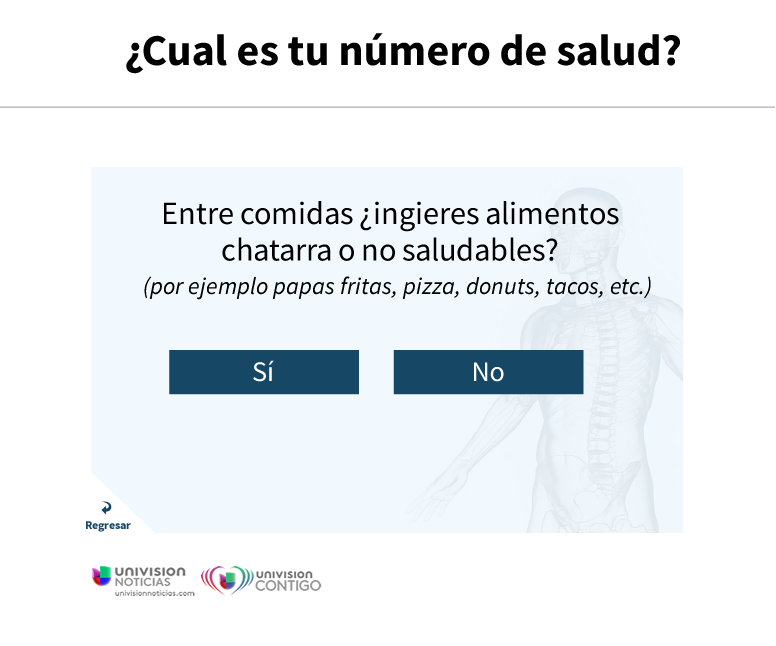 ¿Cual es tu número de salud?
Entre comidas ¿ingieres alimentos
chatarra o no saludables?
(por ejemplo papas fritas, pizza, donuts, tacos, etc.)
Sí
No
Regresar
UNIVISION
NOTICIAS
univisionnoticias.com
UNIVISION
CONTIGO